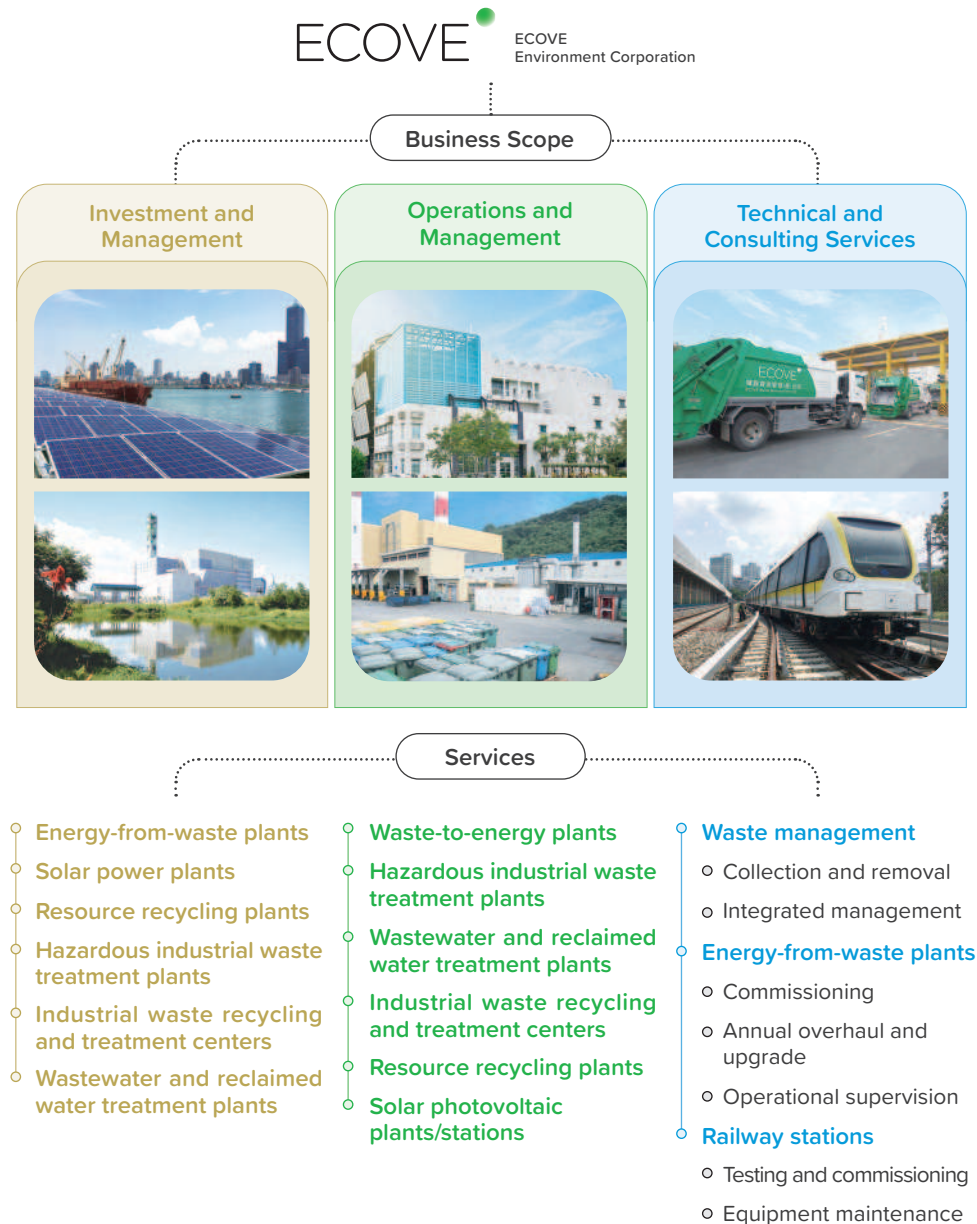 ECOVE
ECOVE
Environment Corporation
Business Scope
Investment and
Management
Operations and
Management
Technical and
Consulting Services
ECOVE
Services
Energy-from-waste plants
Solar power plants
Resource recycling plants
Hazardous industrial waste
treatment plants
Industrial waste recycling
and treatment centers
Wastewater and reclaimed
water treatment plants
Waste-to-energy plants
Hazardous industrial waste
treatment plants
Wastewater and reclaimed
water treatment plants
Industrial waste recycling
and treatment centers
Resource recycling plants
Solar photovoltaic
plants/stations
Waste management
Collection and removal
Integrated management
Energy-from-waste plants
Commissioning
Annual overhaul and
upgrade
Operational supervision
Railway stations
Testing and commissioning
Equipment maintenance